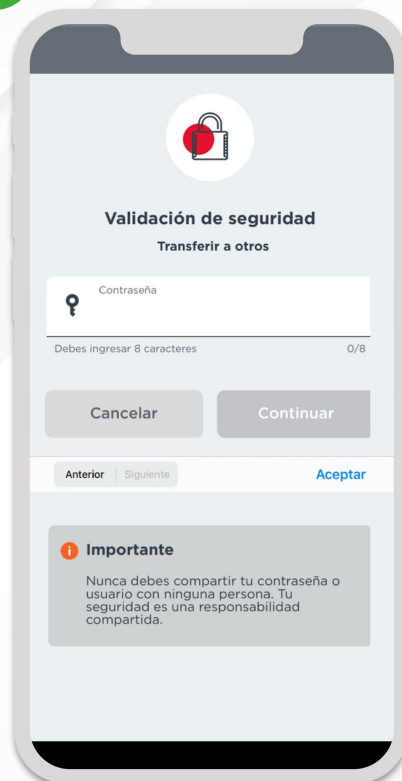 Validación de seguridad
Transferir a otros
Contraseña
Debes ingresar 8 caracteres 0/8
Cancelar Continuar
Anterior Siguiente Aceptar
Importante
Nunca debes compartir tu contraseña o
usuario con ninguna persona. Tu
seguridad es una responsabilidad
compartida.